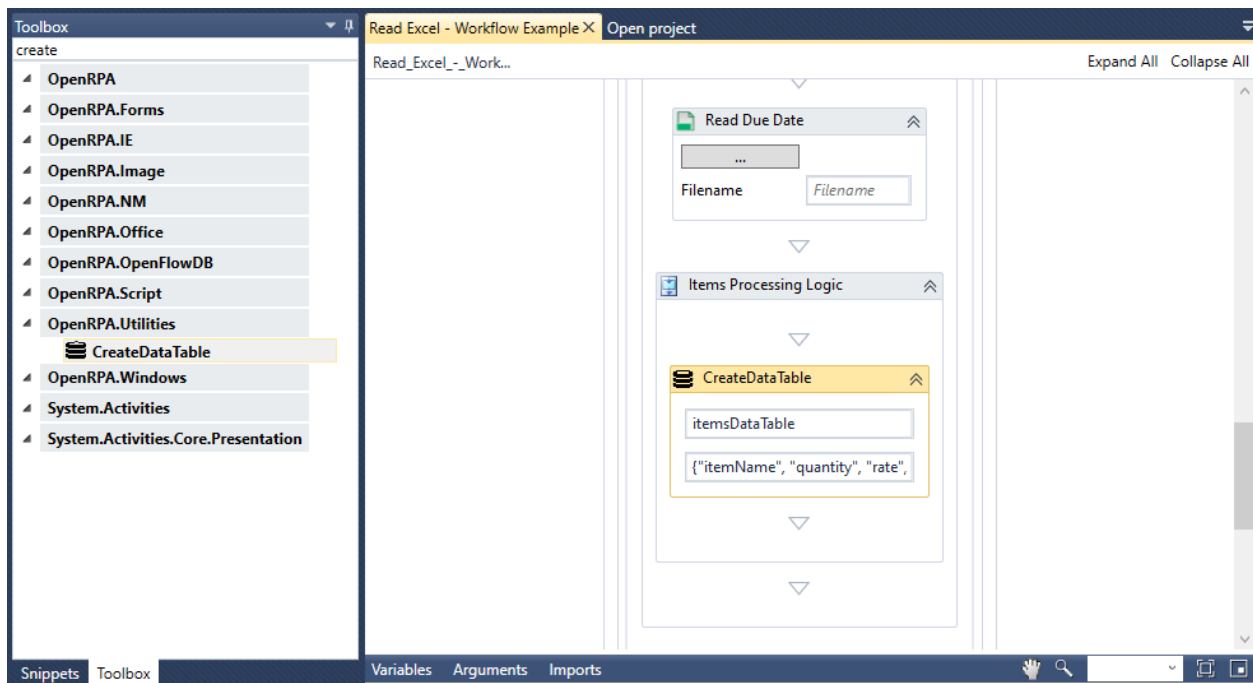 Toolbox
create
OpenRPA
OpenRPA.Forms
OpenRPA.IE
OpenRPA.Image
OpenRPA.NM
OpenRPA.Office
OpenRPA.OpenFlowDB
OpenRPA.Script
OpenRPA.Utilities
CreateDataTable
OpenRPA.Windows
System.Activities
System.Activities.Core.Presentation
Snippets Toolbox
Read Excel - Workflow Example Open project
Read_Excel_-_Work... Expand All Collapse All
Read Due Date
...
Filename Filename
Items Processing Logic
CreateDataTable
itemsDataTable
{"itemName", "quantity", "rate",
Variables Arguments Imports